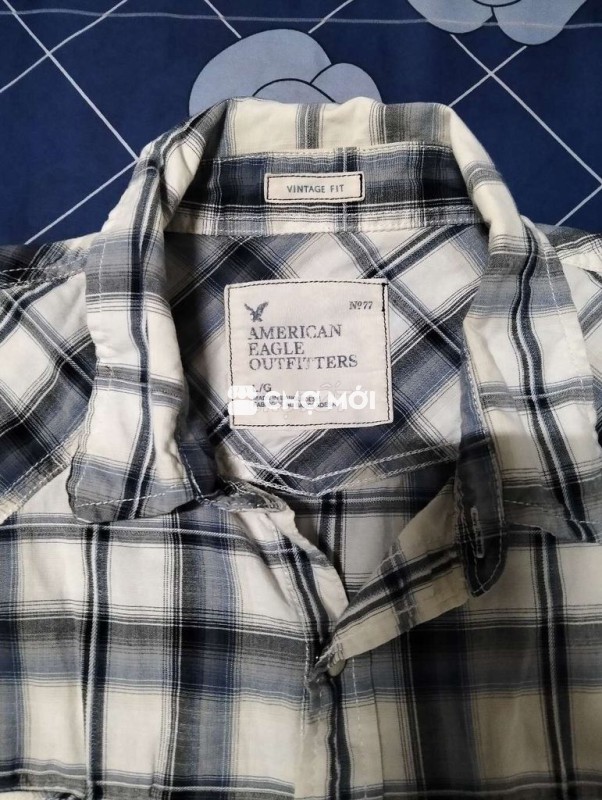 VINTAGE FIT
Nº77
AMERICAN
EAGLE
OUTFITTERS
L/G
CHỢ MỚI